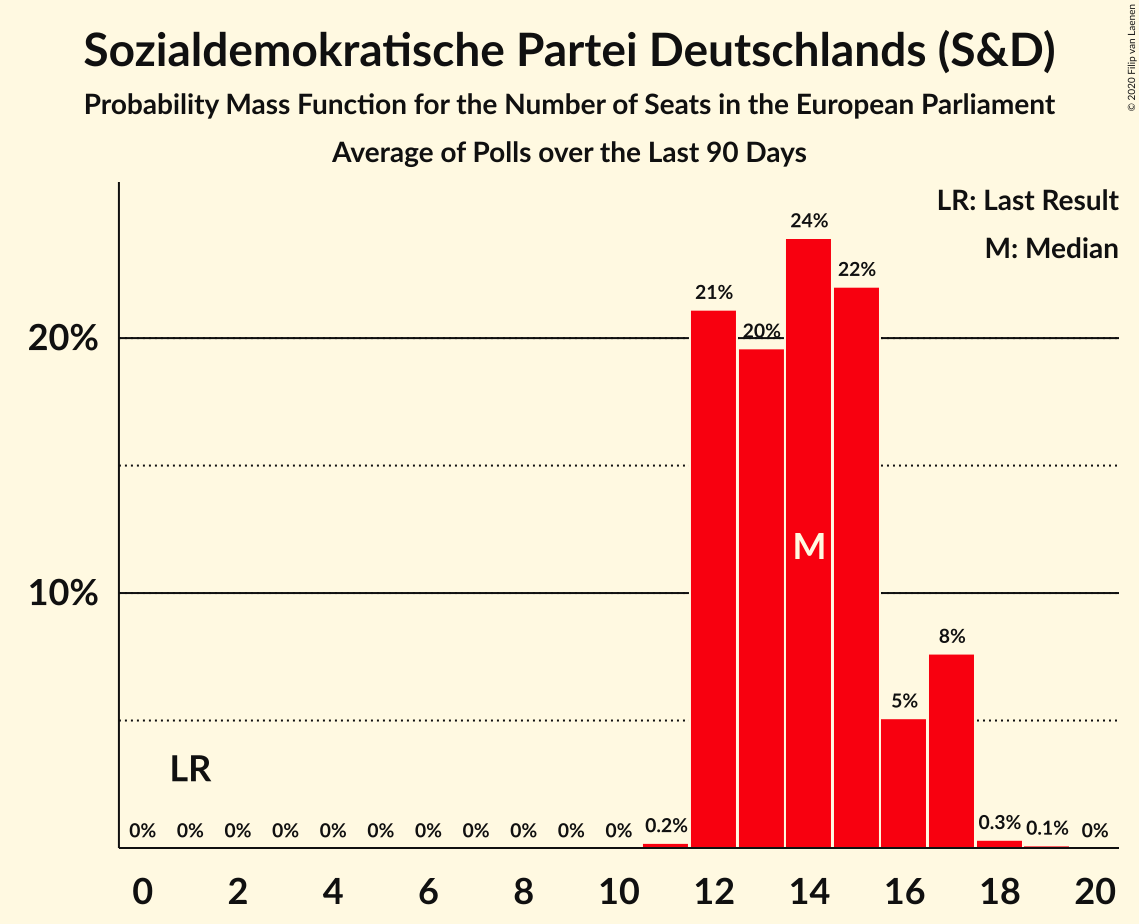 Sozialdemokratische Partei Deutschlands (S&D)
Probability Mass Function for the Number of Seats in the European Parliament
Average of Polls over the Last 90 Days
© 2020 Filip van Laenen
LR: Last Result
M: Median
24%
22%
21%
20%
20%
M
10%
8%
5%
LR
0% 0% 0% 0% 0% 0% 0% 0% 0% 0% 0% 0.2% 0.3% 0.1% 0%
0 2 4 6 8 10 12 14 16 18 20